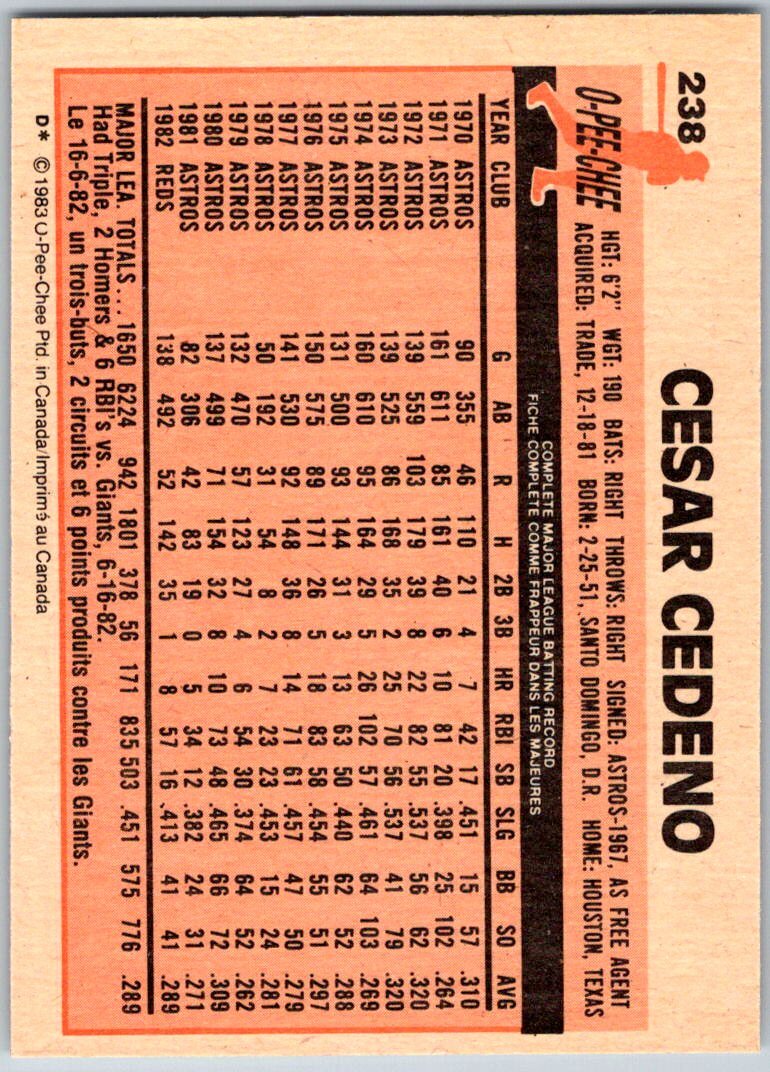 238
CESAR CEDENO
O-PEE-CHEE
HGT: 6'2" WGT: 190 BATS: RIGHT THROWS: RIGHT SIGNED: ASTROS-1967, AS FREE AGENT
ACQUIRED: TRADE, 12-18-81 BORN: 2-25-51, SANTO DOMINGO, D.R. HOME: HOUSTON, TEXAS
COMPLETE MAJOR LEAGUE BATTING RECORD
FICHE COMPLETE COMME FRAPPEUR DANS LES MAJEURES
YEAR CLUB G AB R H 2B 3B HR RBI SB SLG BB SO AVG
1970 ASTROS 90 355 46 110 21 4 7 42 17 .451 15 57 .310
1971 ASTROS 161 611 85 161 40 6 10 81 20 .398 25 102 .264
1972 ASTROS 139 559 103 179 39 8 22 82 55 .537 56 62 .320
1973 ASTROS 139 525 86 168 35 2 25 70 56 .537 41 79 .320
1974 ASTROS 160 610 95 164 29 5 26 102 57 .461 64 103 .269
1975 ASTROS 131 500 93 144 31 3 13 63 50 .440 62 52 .288
1976 ASTROS 150 575 89 171 26 5 18 83 58 .454 55 51 .297
1977 ASTROS 141 530 92 148 36 8 14 71 61 .457 47 50 .279
1978 ASTROS 50 192 31 54 8 2 7 23 23 .453 15 24 .281
1979 ASTROS 132 470 57 123 27 4 6 54 30 .374 64 52 .262
1980 ASTROS 137 499 71 154 32 8 10 73 48 .465 66 72 .309
1981 ASTROS 82 306 42 83 19 0 5 34 12 .382 24 31 .271
1982 REDS 138 492 52 142 35 1 8 57 16 .413 41 41 .289
MAJOR LEA. TOTALS ... 1650 6224 942 1801 378 56 171 835 503 .451 575 776 .289
Had Triple, 2 Homers & 6 RBI's vs. Giants, 6-16-82.
Le 16-6-82, un trois-buts, 2 circuits et 6 points produits contre les Giants.
D* © 1983 O-Pee-Chee Ptd. in Canada/Imprimé au Canada